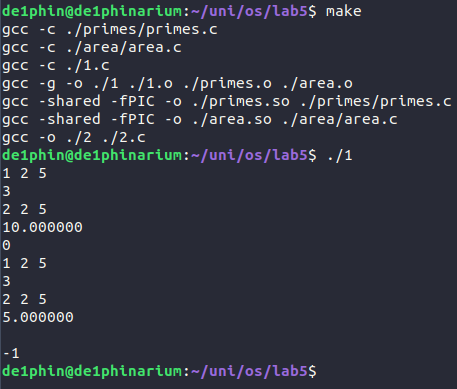 de1phin@de1phinarium:~/uni/os/lab5$ make
gcc -c ./primes/primes.c
gcc -c ./area/area.c
gcc -c ./1.c
gcc -g -o ./1 ./1.o ./primes.o ./area.o
gcc -shared -fPIC -o ./primes.so ./primes/primes.c
gcc -shared -fPIC -o ./area.so ./area/area.c
gcc -o ./2 ./2.c
de1phin@de1phinarium:~/uni/os/lab5$ ./1
1 2 5
3
2 2 5
10.000000
0
1 2 5
3
2 2 5
5.000000
-1
de1phin@de1phinarium:~/uni/os/lab5$